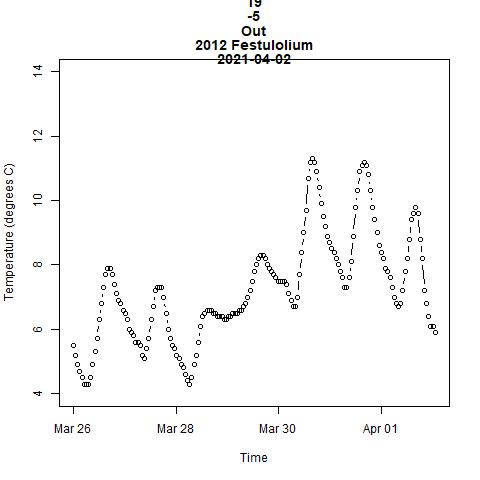 19
-5
Out
2012 Festulolium
2021-04-02
14
12
10
8
6
4
Temperature (degrees C)
Mar 26
Mar 28
Mar 30
Apr 01
Time